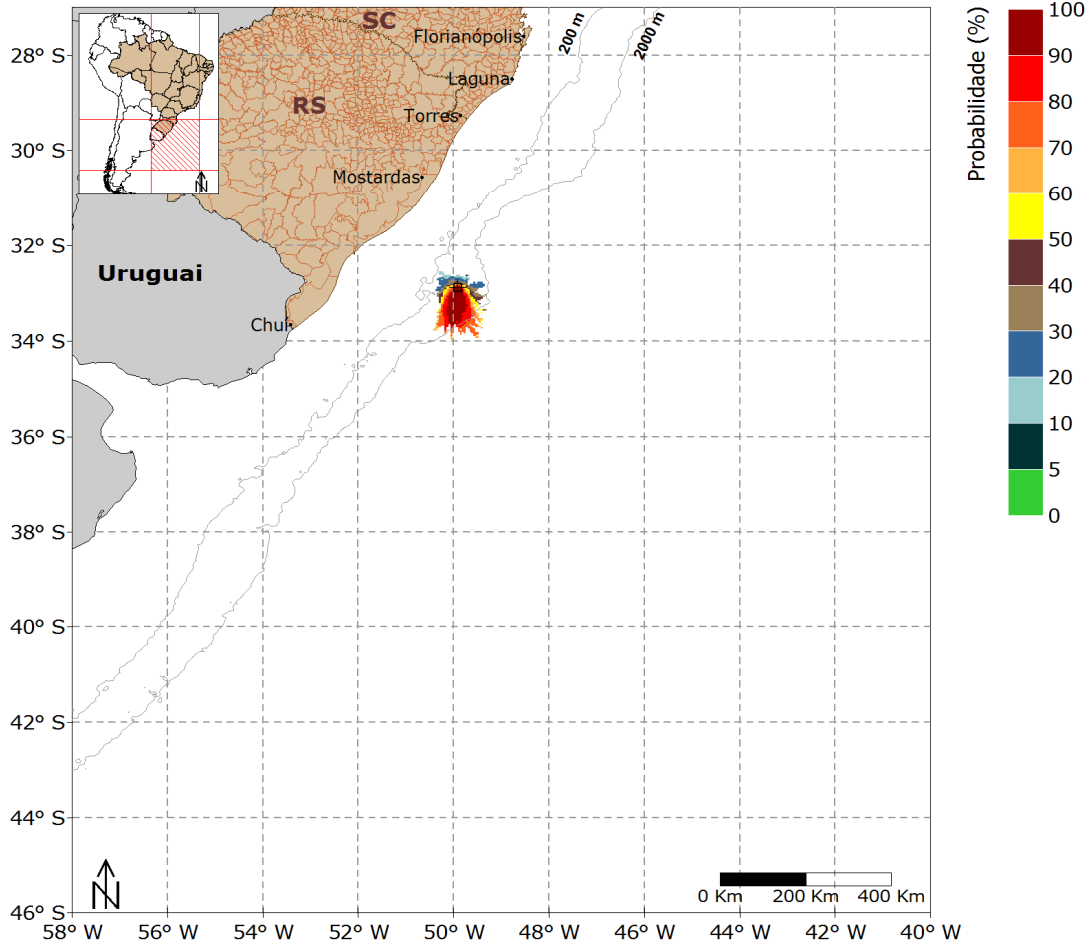 SC
Florianópolis
Laguna
RS
Torres
Mostardas
Uruguai
Chuí
200 m
2000 m
N
28° S
30° S
32° S
34° S
36° S
38° S
40° S
42° S
44° S
46° S
58° W
56° W
54° W
52° W
50° W
48° W
46° W
44° W
42° W
40° W
N
0 Km
200 Km
400 Km
Probabilidade (%)
100
90
80
70
60
50
40
30
20
10
5
0